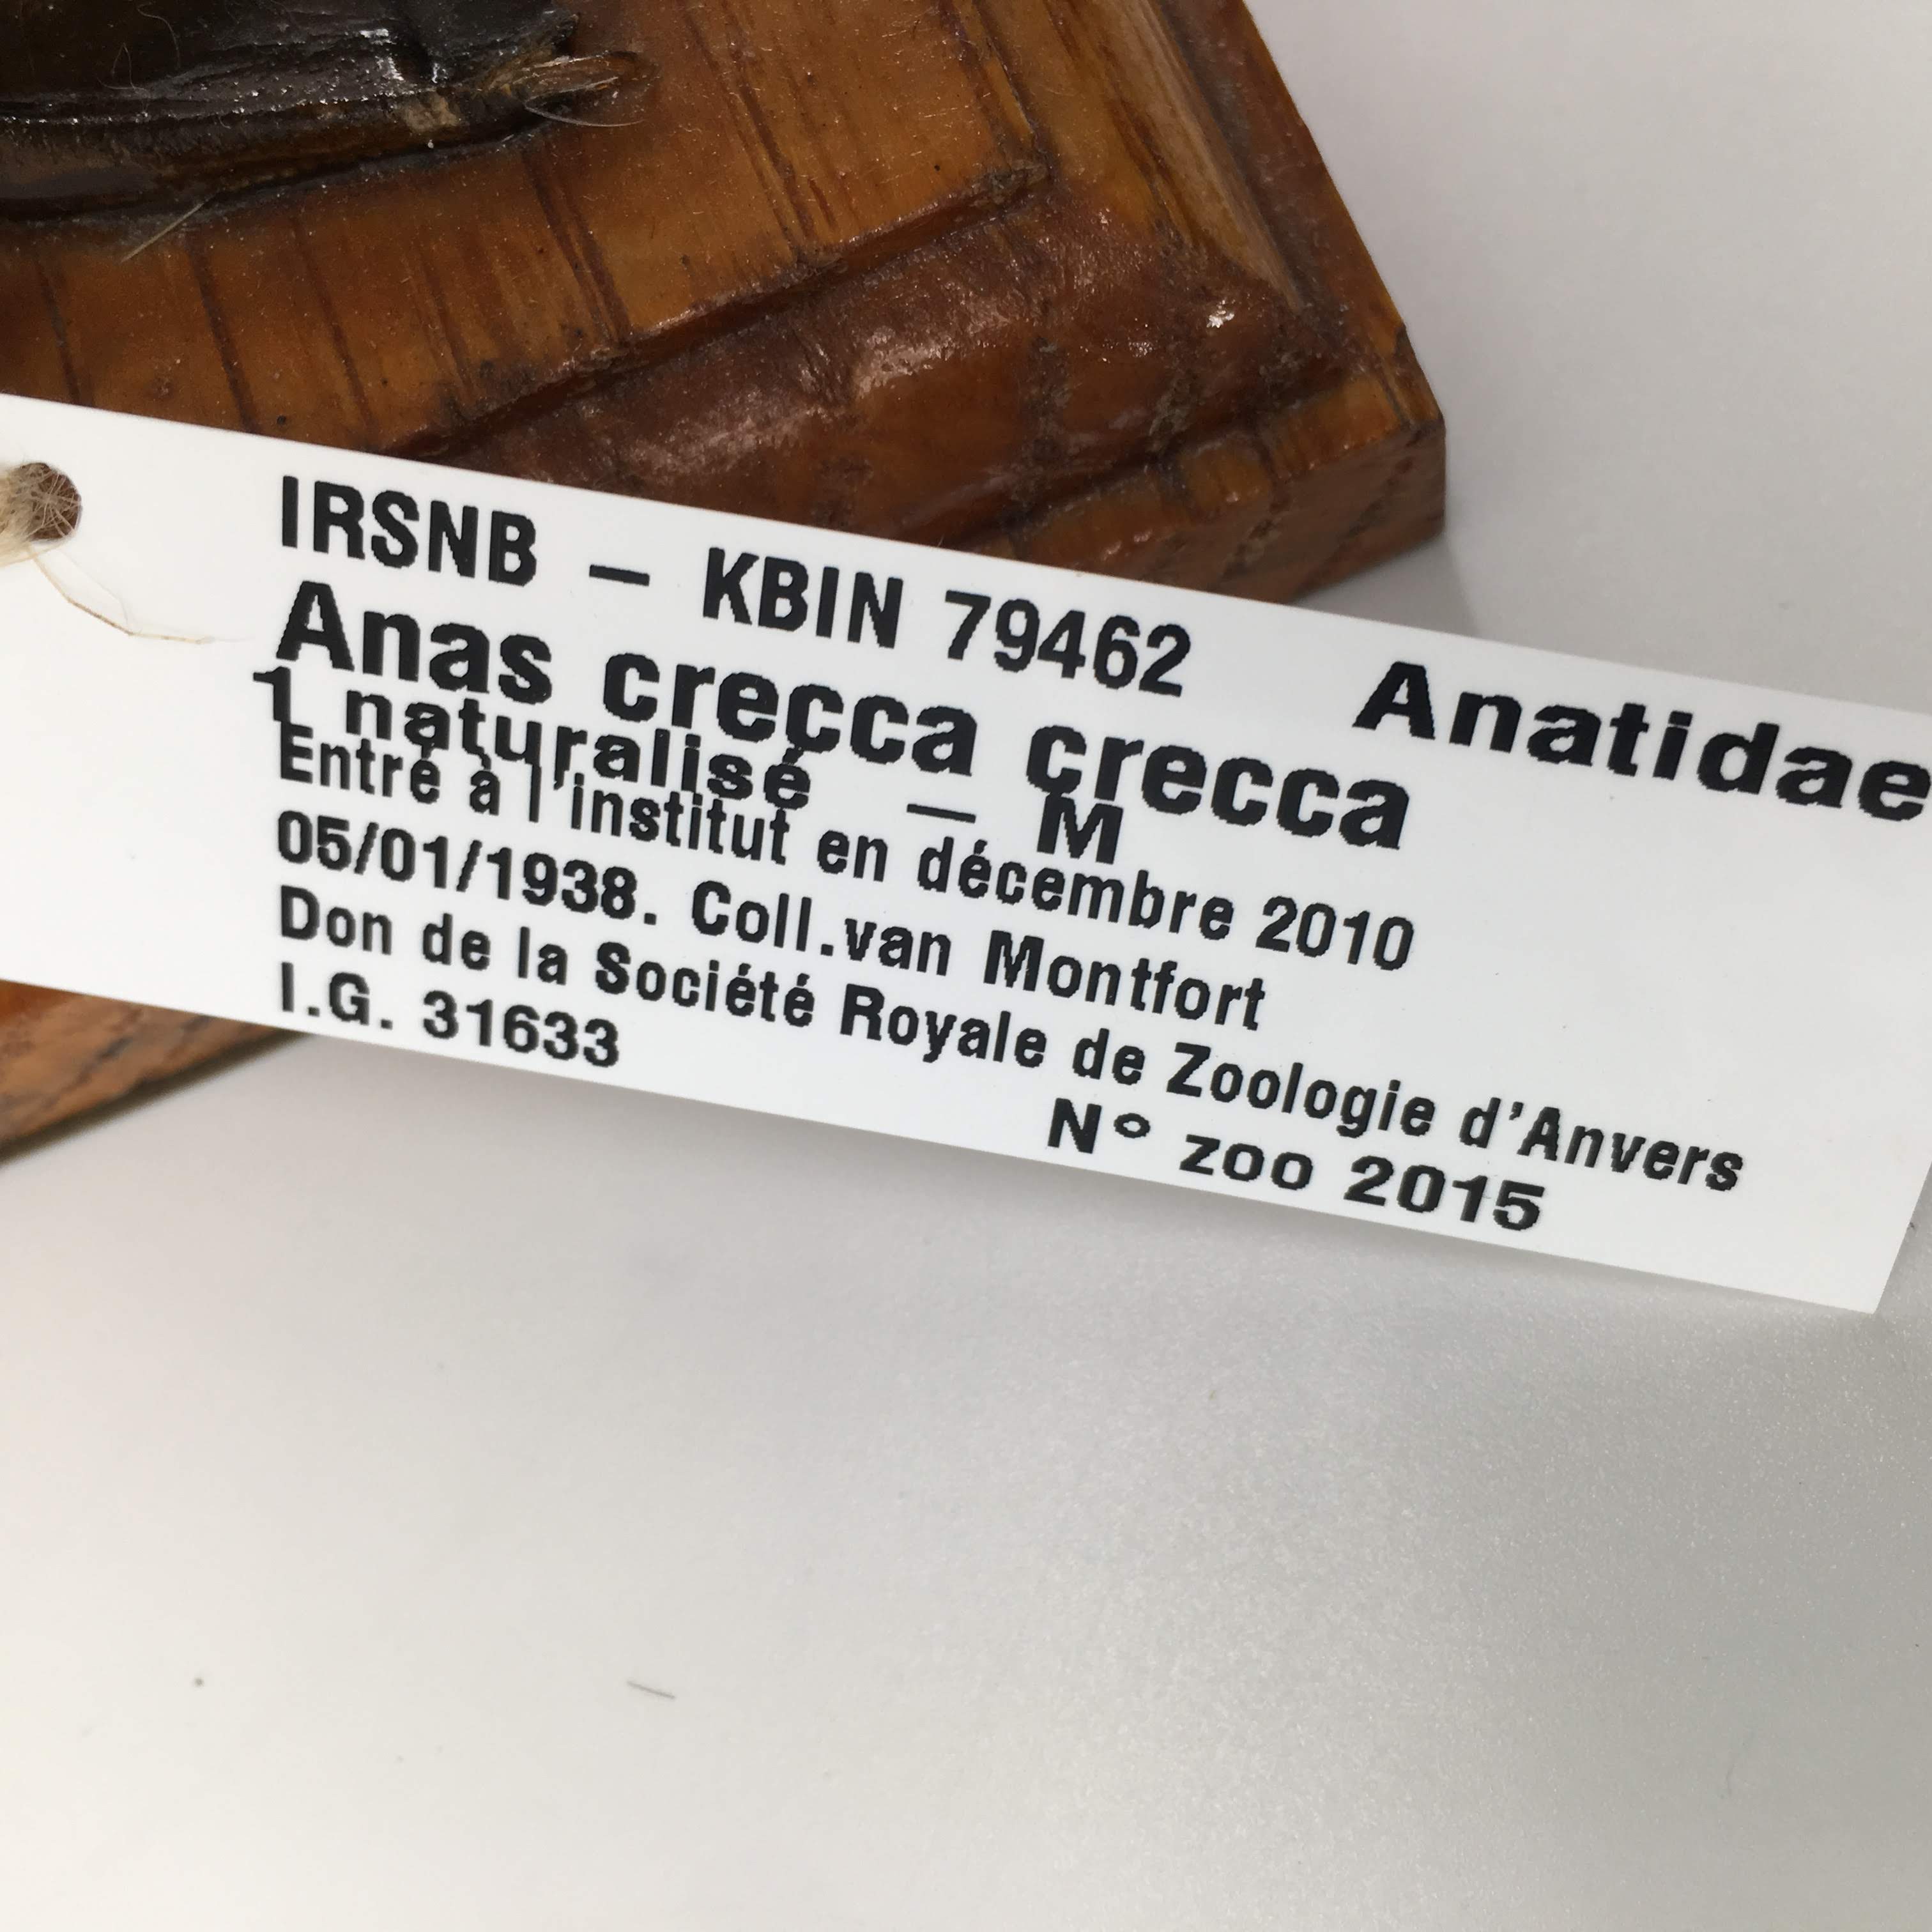 IRSNB – KBIN 79462 Anatidae
Anas crecca crecca
1 naturalisé – M
Entré à l'institut en décembre 2010
05/01/1938. Coll.van Montfort
Don de la Société Royale de Zoologie d'Anvers
I.G. 31633 N° zoo 2015